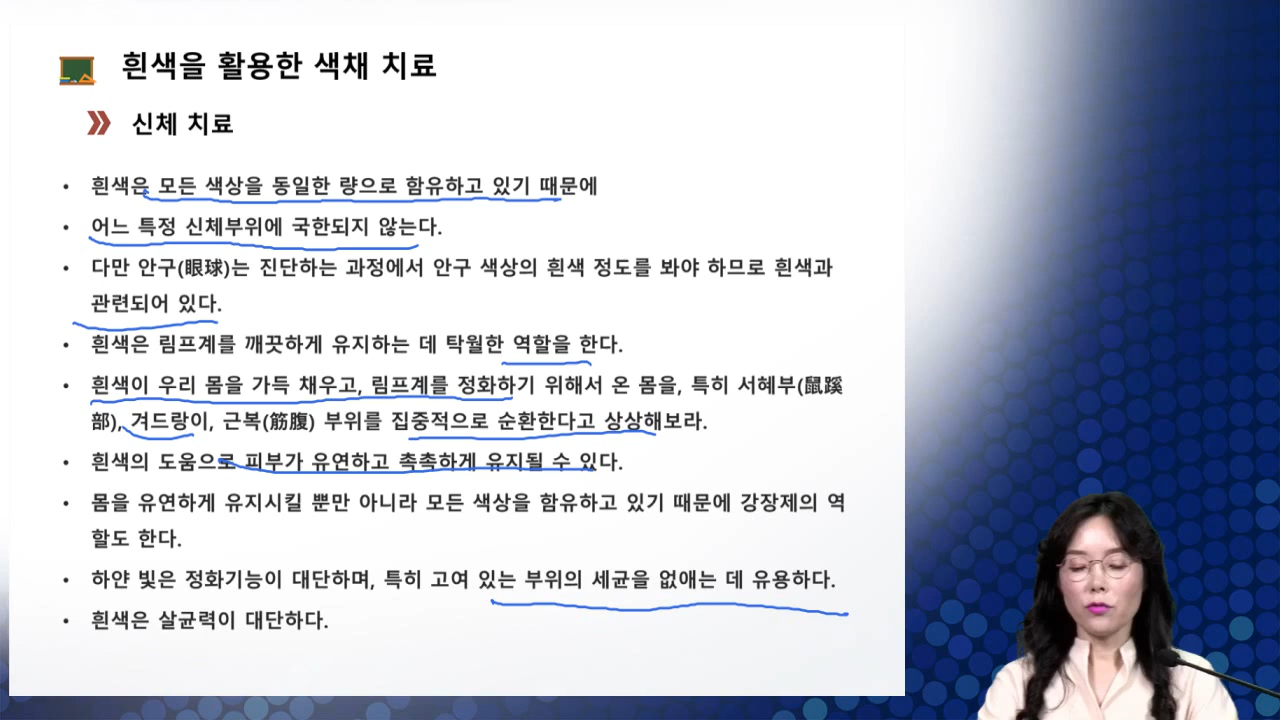 흰색을 활용한 색채 치료
신체 치료
• 흰색은 모든 색상을 동일한 량으로 함유하고 있기 때문에
• 어느 특정 신체부위에 국한되지 않는다.
• 다만 안구(眼球)는 진단하는 과정에서 안구 색상의 흰색 정도를 봐야 하므로 흰색과
관련되어 있다.
• 흰색은 림프계를 깨끗하게 유지하는 데 탁월한 역할을 한다.
• 흰색이 우리 몸을 가득 채우고, 림프계를 정화하기 위해서 온 몸을, 특히 서혜부(鼠蹊
部), 겨드랑이, 근복(筋腹) 부위를 집중적으로 순환한다고 상상해보라.
• 흰색의 도움으로 피부가 유연하고 촉촉하게 유지될 수 있다.
• 몸을 유연하게 유지시킬 뿐만 아니라 모든 색상을 함유하고 있기 때문에 강장제의 역
할도 한다.
• 하얀 빛은 정화기능이 대단하며, 특히 고여 있는 부위의 세균을 없애는 데 유용하다.
• 흰색은 살균력이 대단하다.